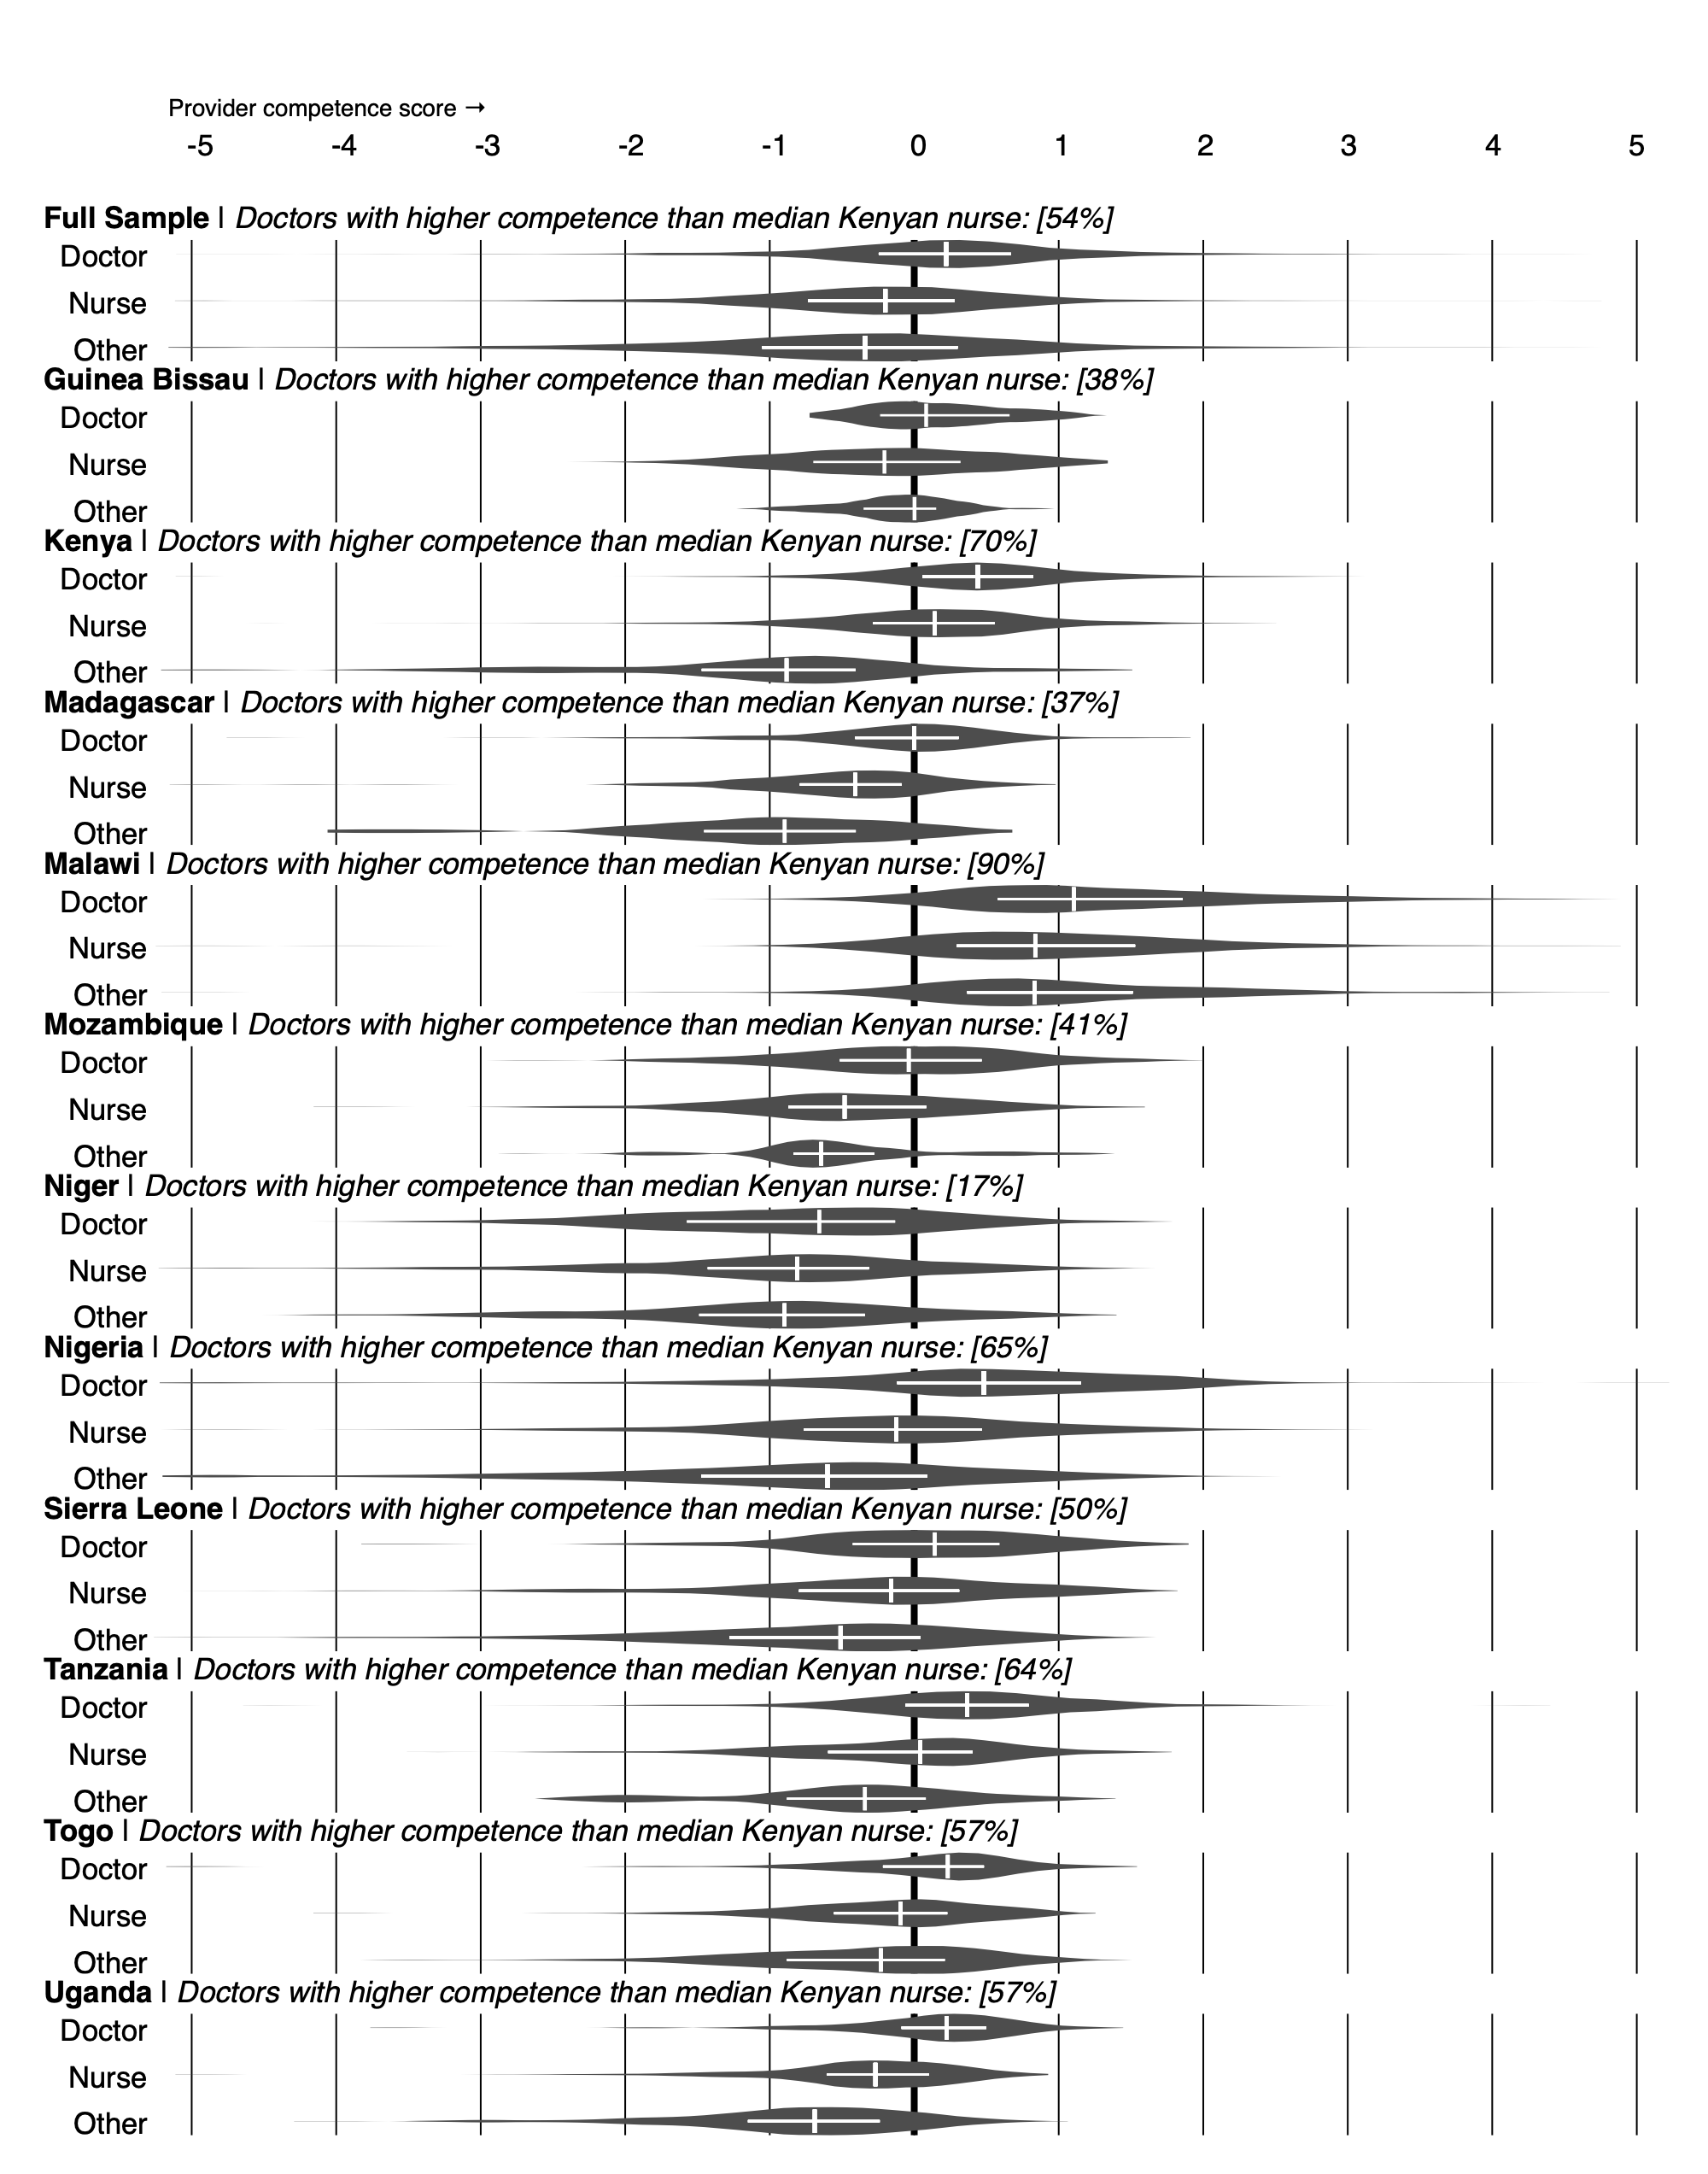 Provider competence score →
-5 -4 -3 -2 -1 0 1 2 3 4 5
Full Sample | Doctors with higher competence than median Kenyan nurse: [54%]
Doctor
Nurse
Other
Guinea Bissau | Doctors with higher competence than median Kenyan nurse: [38%]
Doctor
Nurse
Other
Kenya | Doctors with higher competence than median Kenyan nurse: [70%]
Doctor
Nurse
Other
Madagascar | Doctors with higher competence than median Kenyan nurse: [37%]
Doctor
Nurse
Other
Malawi | Doctors with higher competence than median Kenyan nurse: [90%]
Doctor
Nurse
Other
Mozambique | Doctors with higher competence than median Kenyan nurse: [41%]
Doctor
Nurse
Other
Niger | Doctors with higher competence than median Kenyan nurse: [17%]
Doctor
Nurse
Other
Nigeria | Doctors with higher competence than median Kenyan nurse: [65%]
Doctor
Nurse
Other
Sierra Leone | Doctors with higher competence than median Kenyan nurse: [50%]
Doctor
Nurse
Other
Tanzania | Doctors with higher competence than median Kenyan nurse: [64%]
Doctor
Nurse
Other
Togo | Doctors with higher competence than median Kenyan nurse: [57%]
Doctor
Nurse
Other
Uganda | Doctors with higher competence than median Kenyan nurse: [57%]
Doctor
Nurse
Other